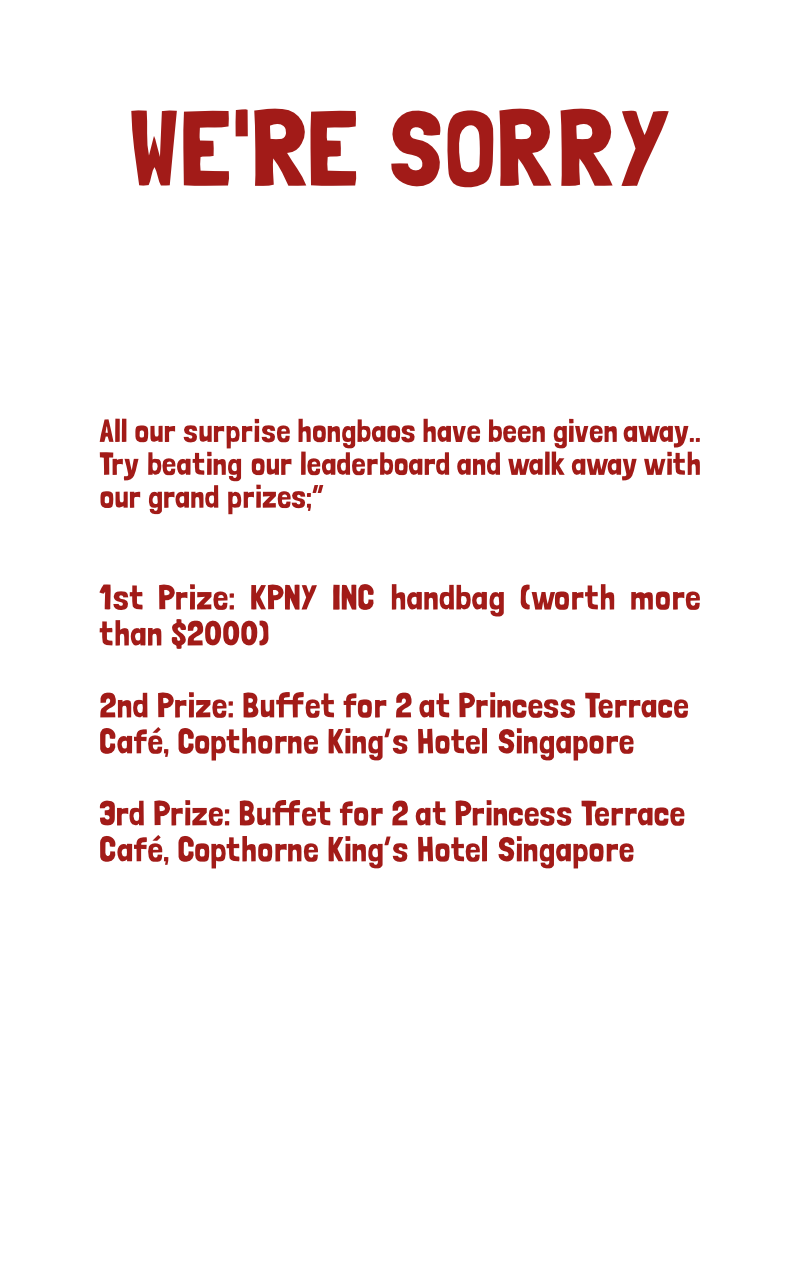 WE'RE SORRY
All our surprise hongbaos have been given away..
Try beating our leaderboard and walk away with
our grand prizes;”
1st Prize: KPNY INC handbag (worth more
than $2000)
2nd Prize: Buffet for 2 at Princess Terrace
Café, Copthorne King’s Hotel Singapore
3rd Prize: Buffet for 2 at Princess Terrace
Café, Copthorne King’s Hotel Singapore